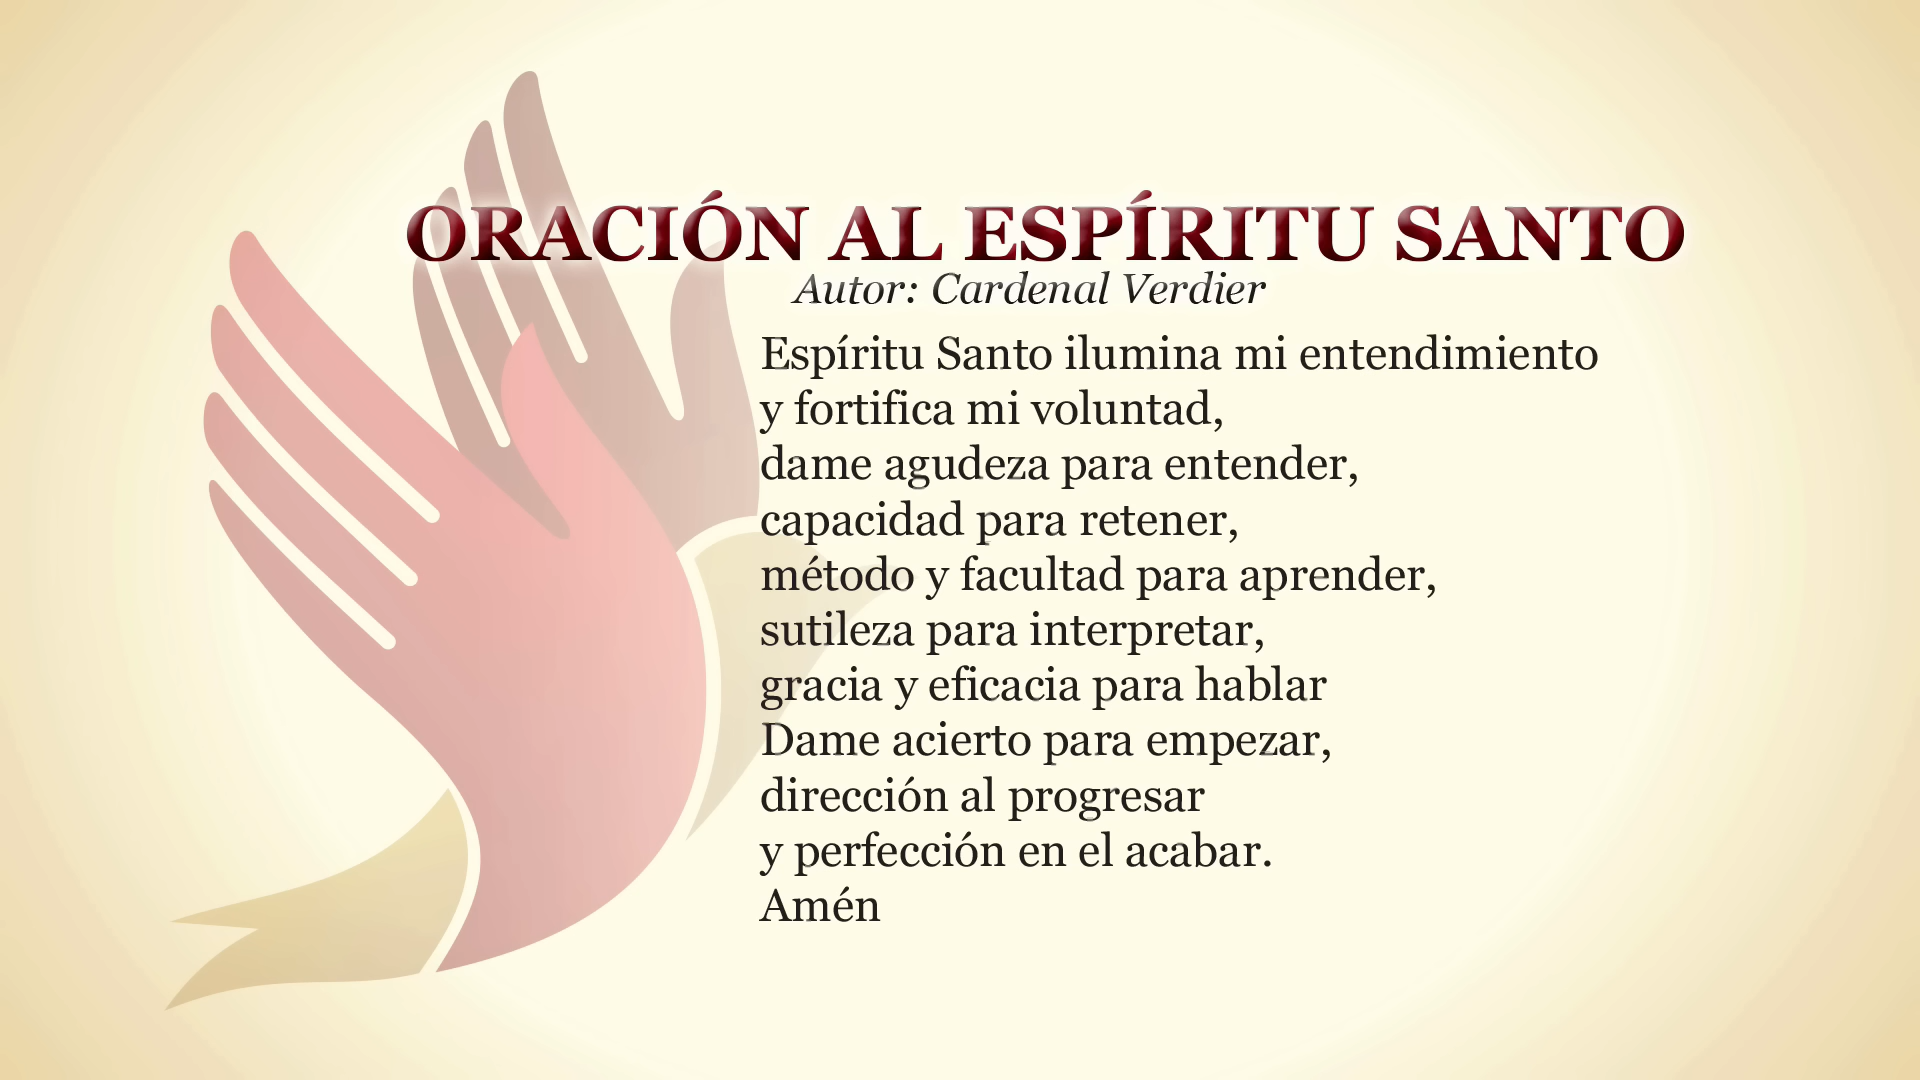 ORACIÓN AL ESPÍRITU SANTO
Autor: Cardenal Verdier
Espíritu Santo ilumina mi entendimiento
y fortifica mi voluntad,
dame agudeza para entender,
capacidad para retener,
método y facultad para aprender,
sutileza para interpretar,
gracia y eficacia para hablar
Dame acierto para empezar,
dirección al progresar
y perfección en el acabar.
Amén